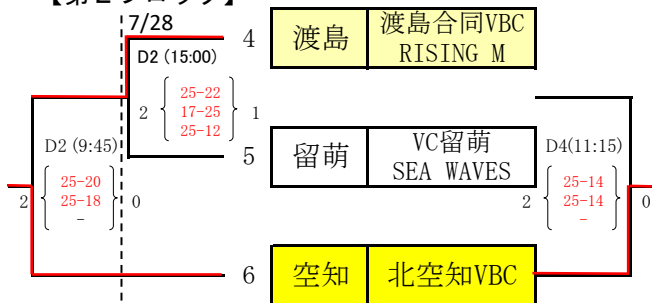 【第２ブロック】
7/28
D2 (15:00)
2
25-22
17-25
25-12
1
4
渡島
渡島合同VBC
RISING M
D2 (9:45)
2
25-20
25-18
-
0
5
留萌
VC留萌
SEA WAVES
D4(11:15)
2
25-14
25-14
-
0
6
空知
北空知VBC